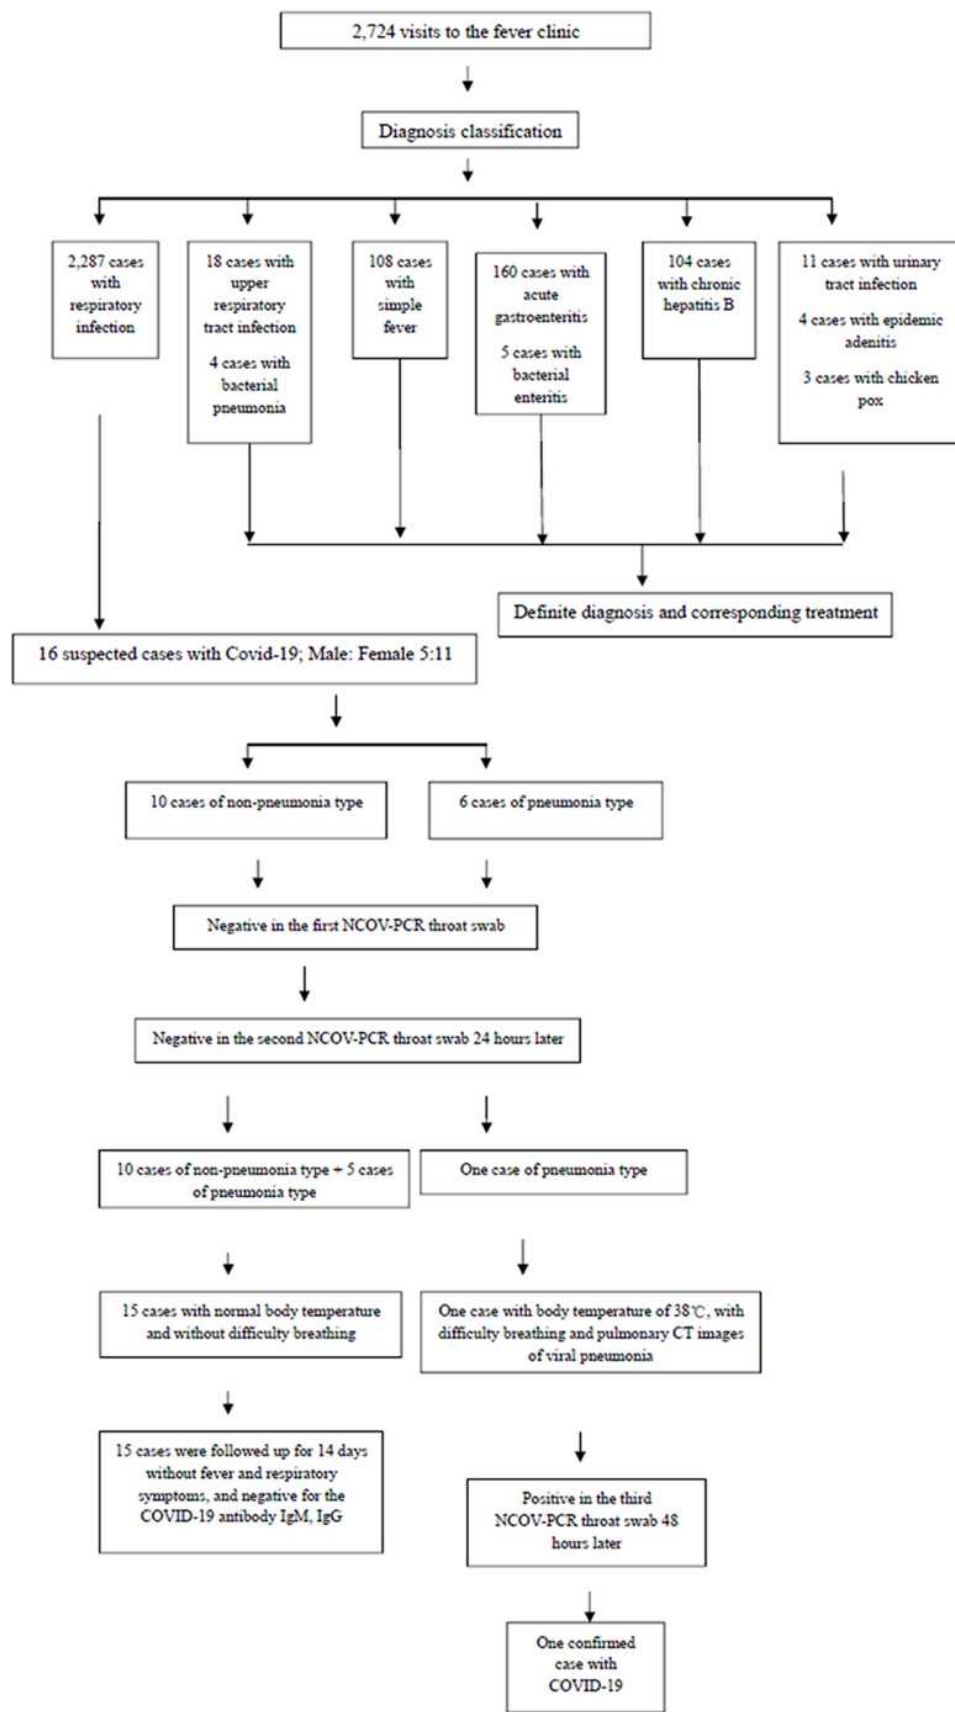 2,724 visits to the fever clinic
Diagnosis classification
2,287 cases
with
respiratory
infection
18 cases with
upper
respiratory
tract infection
4 cases with
bacterial
pneumonia
108 cases
with
simple
fever
160 cases with
acute
gastroenteritis
5 cases with
bacterial
enteritis
104 cases
with chronic
hepatitis B
11 cases with urinary
tract infection
4 cases with epidemic
adenitis
3 cases with chicken
pox
Definite diagnosis and corresponding treatment
16 suspected cases with Covid-19; Male: Female 5:11
10 cases of non-pneumonia type
6 cases of pneumonia type
Negative in the first NCOV-PCR throat swab
Negative in the second NCOV-PCR throat swab 24 hours later
10 cases of non-pneumonia type + 5 cases
of pneumonia type
One case of pneumonia type
15 cases with normal body temperature
and without difficulty breathing
One case with body temperature of 38℃, with
difficulty breathing and pulmonary CT images
of viral pneumonia
15 cases were followed up for 14 days
without fever and respiratory
symptoms, and negative for the
COVID-19 antibody IgM, IgG
Positive in the third
NCOV-PCR throat swab 48
hours later
One confirmed
case with
COVID-19